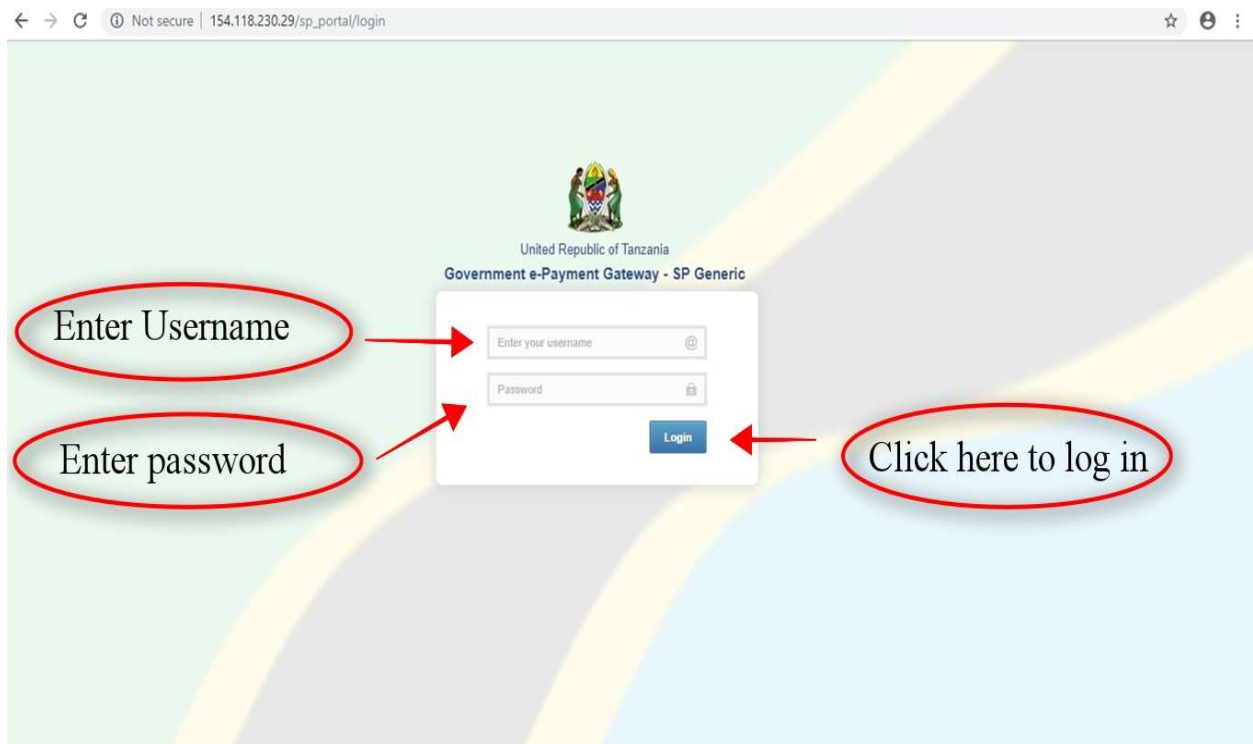 Not secure | 154.118.230.29/sp_portal/login
United Republic of Tanzania
Government e-Payment Gateway - SP Generic
Enter Username
Enter your username @
Password
Login
Enter password
Click here to log in